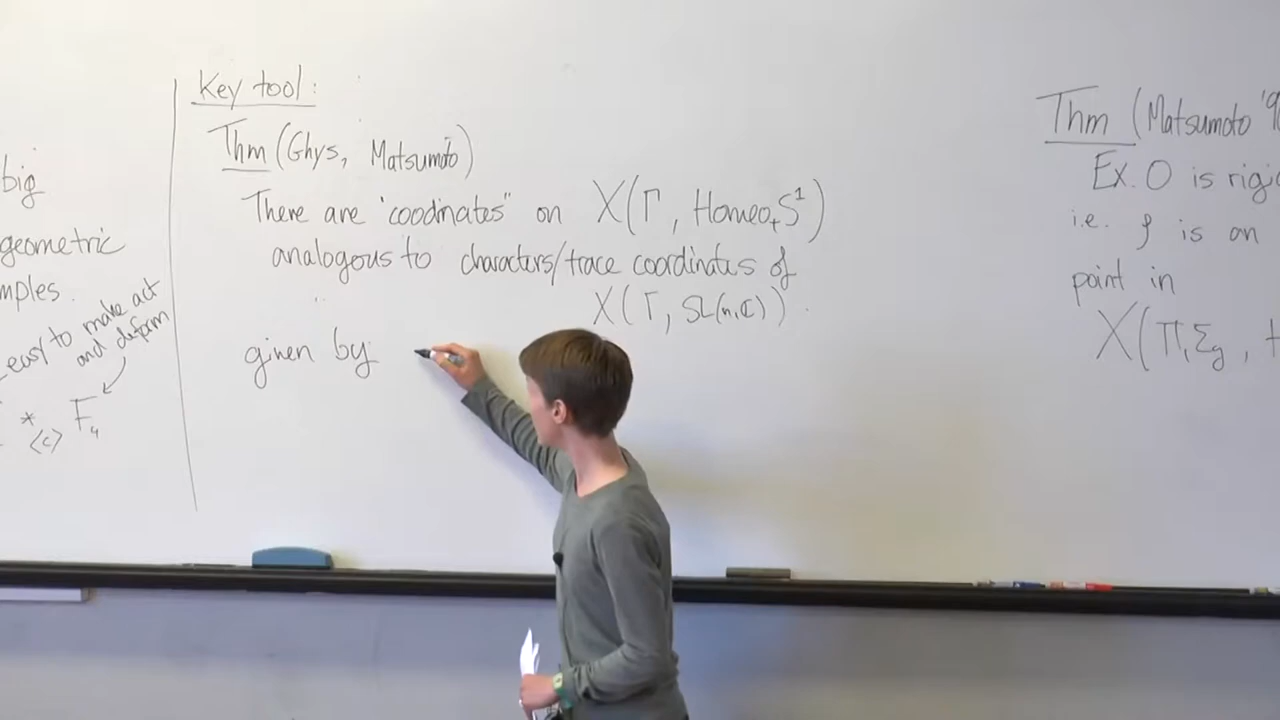 big
geometric
mples.
easy to make act
and deform
* F₄
⟨c⟩
Key tool:
Thm (Ghys, Matsumoto)
There are "coodinates" on X(Γ, Homeo₊S¹)
analogous to characters/trace coordinates of
X(Γ, SL(n,ℂ)).
given by
Thm (Matsumoto '
Ex. 0 is rigi
i.e. ρ is an
point in
X(π₁Σg,